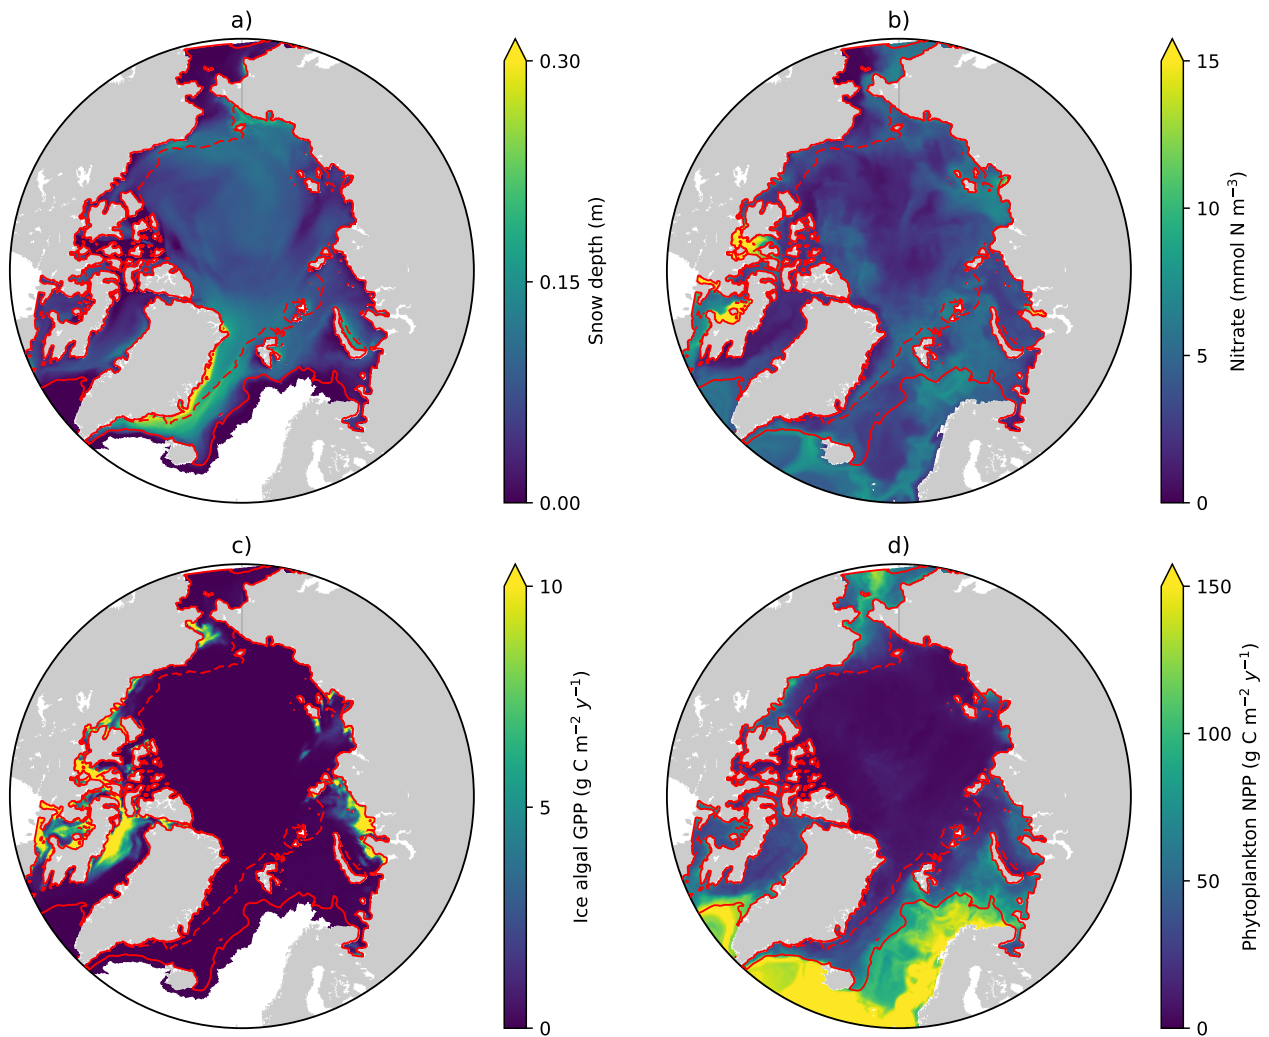 a)
0.30
0.15
0.00
Snow depth (m)
b)
15
10
5
0
Nitrate (mmol N m⁻³)
c)
10
5
0
Ice algal GPP (g C m⁻² y⁻¹)
d)
150
100
50
0
Phytoplankton NPP (g C m⁻² y⁻¹)